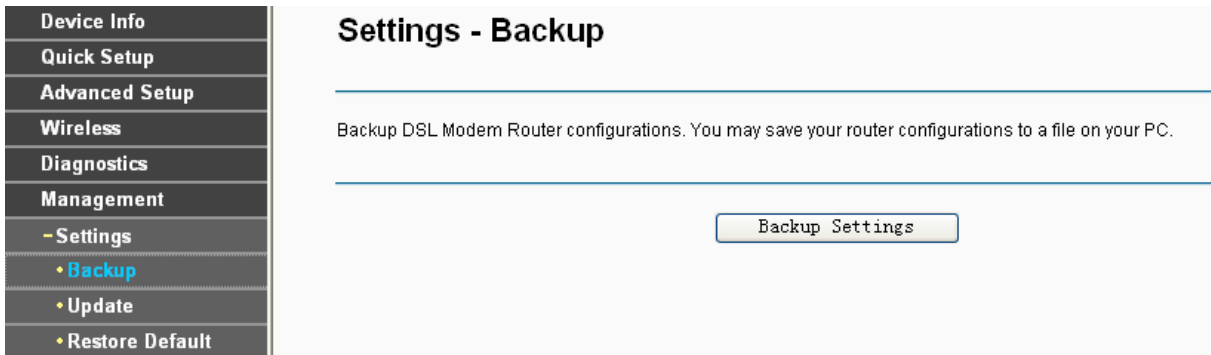 Device Info
Quick Setup
Advanced Setup
Wireless
Diagnostics
Management
-Settings
•Backup
•Update
•Restore Default
Settings - Backup
Backup DSL Modem Router configurations. You may save your router configurations to a file on your PC.
Backup Settings